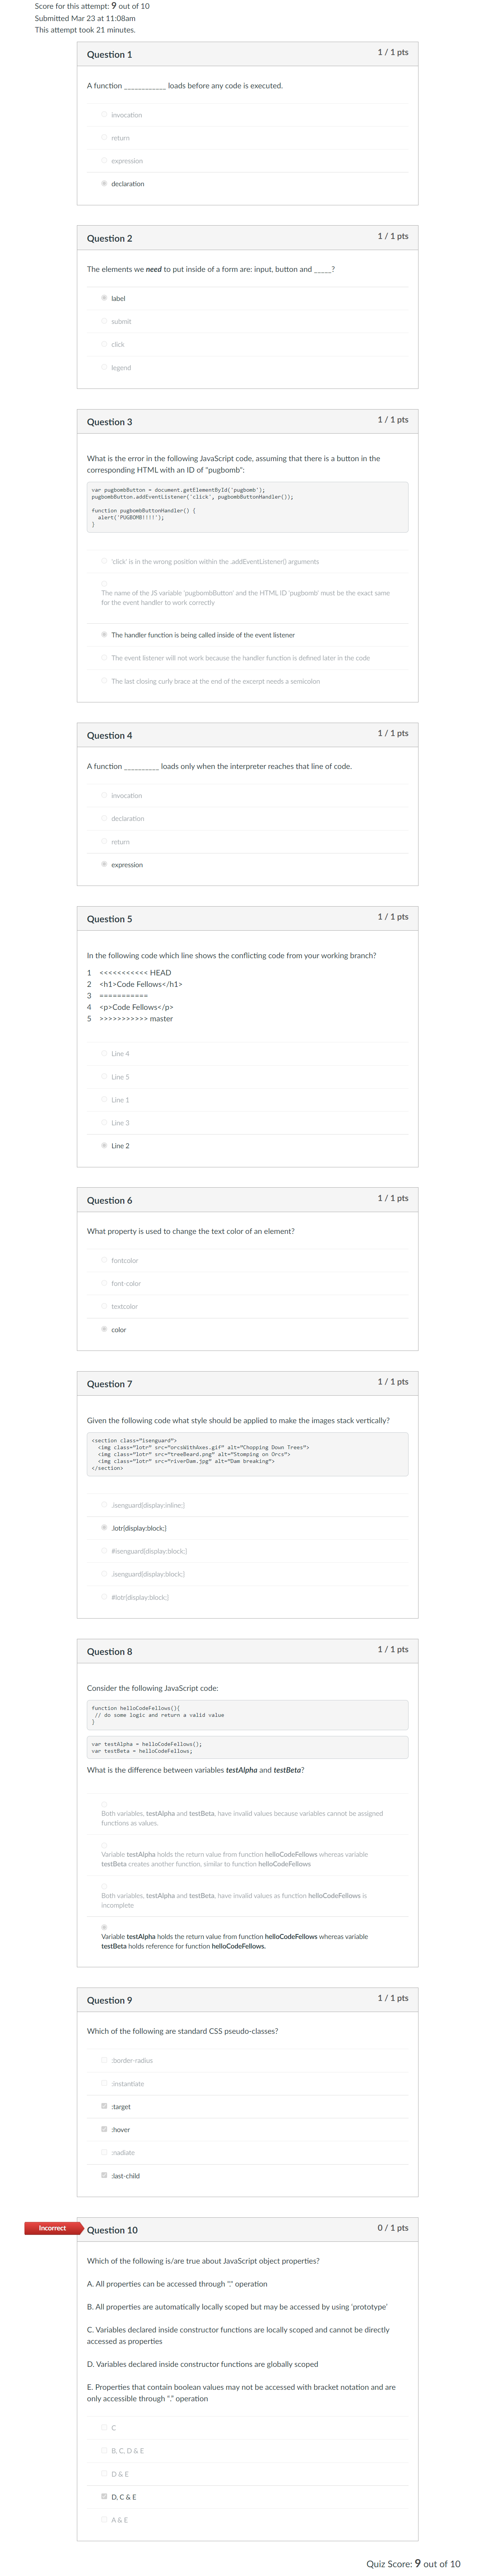 Score for this attempt: 9 out of 10
Submitted Mar 23 at 11:08am
This attempt took 21 minutes.
Question 1
1 / 1 pts
A function ____________ loads before any code is executed.
invocation
return
expression
declaration
Question 2
1 / 1 pts
The elements we need to put inside of a form are: input, button and _____?
label
submit
click
legend
Question 3
1 / 1 pts
What is the error in the following JavaScript code, assuming that there is a button in the
corresponding HTML with an ID of "pugbomb":
var pugbombButton = document.getElementById('pugbomb');
pugbombButton.addEventListener('click', pugbombButtonHandler());
function pugbombButtonHandler() {
alert('PUGBOMB!!!!');
}
'click' is in the wrong position within the .addEventListener() arguments
The name of the JS variable 'pugbombButton' and the HTML ID 'pugbomb' must be the exact same
for the event handler to work correctly
The handler function is being called inside of the event listener
The event listener will not work because the handler function is defined later in the code
The last closing curly brace at the end of the excerpt needs a semicolon
Question 4
1 / 1 pts
A function __________ loads only when the interpreter reaches that line of code.
invocation
declaration
return
expression
Question 5
1 / 1 pts
In the following code which line shows the conflicting code from your working branch?
1 <<<<<<<<<<< HEAD
2 <h1>Code Fellows</h1>
3 ===========
4 <p>Code Fellows</p>
5 >>>>>>>>>>> master
Line 4
Line 5
Line 1
Line 3
Line 2
Question 6
1 / 1 pts
What property is used to change the text color of an element?
fontcolor
font-color
textcolor
color
Question 7
1 / 1 pts
Given the following code what style should be applied to make the images stack vertically?
<section class="isenguard">
<img class="lotr" src="orcsWithAxes.gif" alt="Chopping Down Trees">
<img class="lotr" src="treeBeard.png" alt="Stomping on Orcs">
<img class="lotr" src="riverDam.jpg" alt="Dam breaking">
</section>
.isenguard{display:inline;}
.lotr{display:block;}
#isenguard{display:block;}
.isenguard{display:block;}
#lotr{display:block;}
Question 8
1 / 1 pts
Consider the following JavaScript code:
function helloCodeFellows(){
// do some logic and return a valid value
}
var testAlpha = helloCodeFellows();
var testBeta = helloCodeFellows;
What is the difference between variables testAlpha and testBeta?
Both variables, testAlpha and testBeta, have invalid values because variables cannot be assigned
functions as values.
Variable testAlpha holds the return value from function helloCodeFellows whereas variable
testBeta creates another function, similar to function helloCodeFellows
Both variables, testAlpha and testBeta, have invalid values as function helloCodeFellows is
incomplete
Variable testAlpha holds the return value from function helloCodeFellows whereas variable
testBeta holds reference for function helloCodeFellows.
Question 9
1 / 1 pts
Which of the following are standard CSS pseudo-classes?
:border-radius
:instantiate
:target
:hover
:radiate
:last-child
Incorrect
Question 10
0 / 1 pts
Which of the following is/are true about JavaScript object properties?
A. All properties can be accessed through "." operation
B. All properties are automatically locally scoped but may be accessed by using 'prototype'
C. Variables declared inside constructor functions are locally scoped and cannot be directly
accessed as properties
D. Variables declared inside constructor functions are globally scoped
E. Properties that contain boolean values may not be accessed with bracket notation and are
only accessible through "." operation
C
B, C, D & E
D & E
D, C & E
A & E
Quiz Score: 9 out of 10